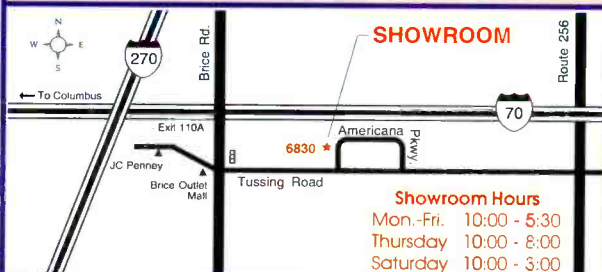 SHOWROOM
N
W E
S
270
Brice Rd.
Route 256
To Columbus
70
Exit 110A
Americana Pkwy.
6830
JC Penney
Brice Outlet
Mall
Tussing Road
Showroom Hours
Mon.-Fri. 10:00 - 5:30
Thursday 10:00 - 8:00
Saturday 10:00 - 3:00